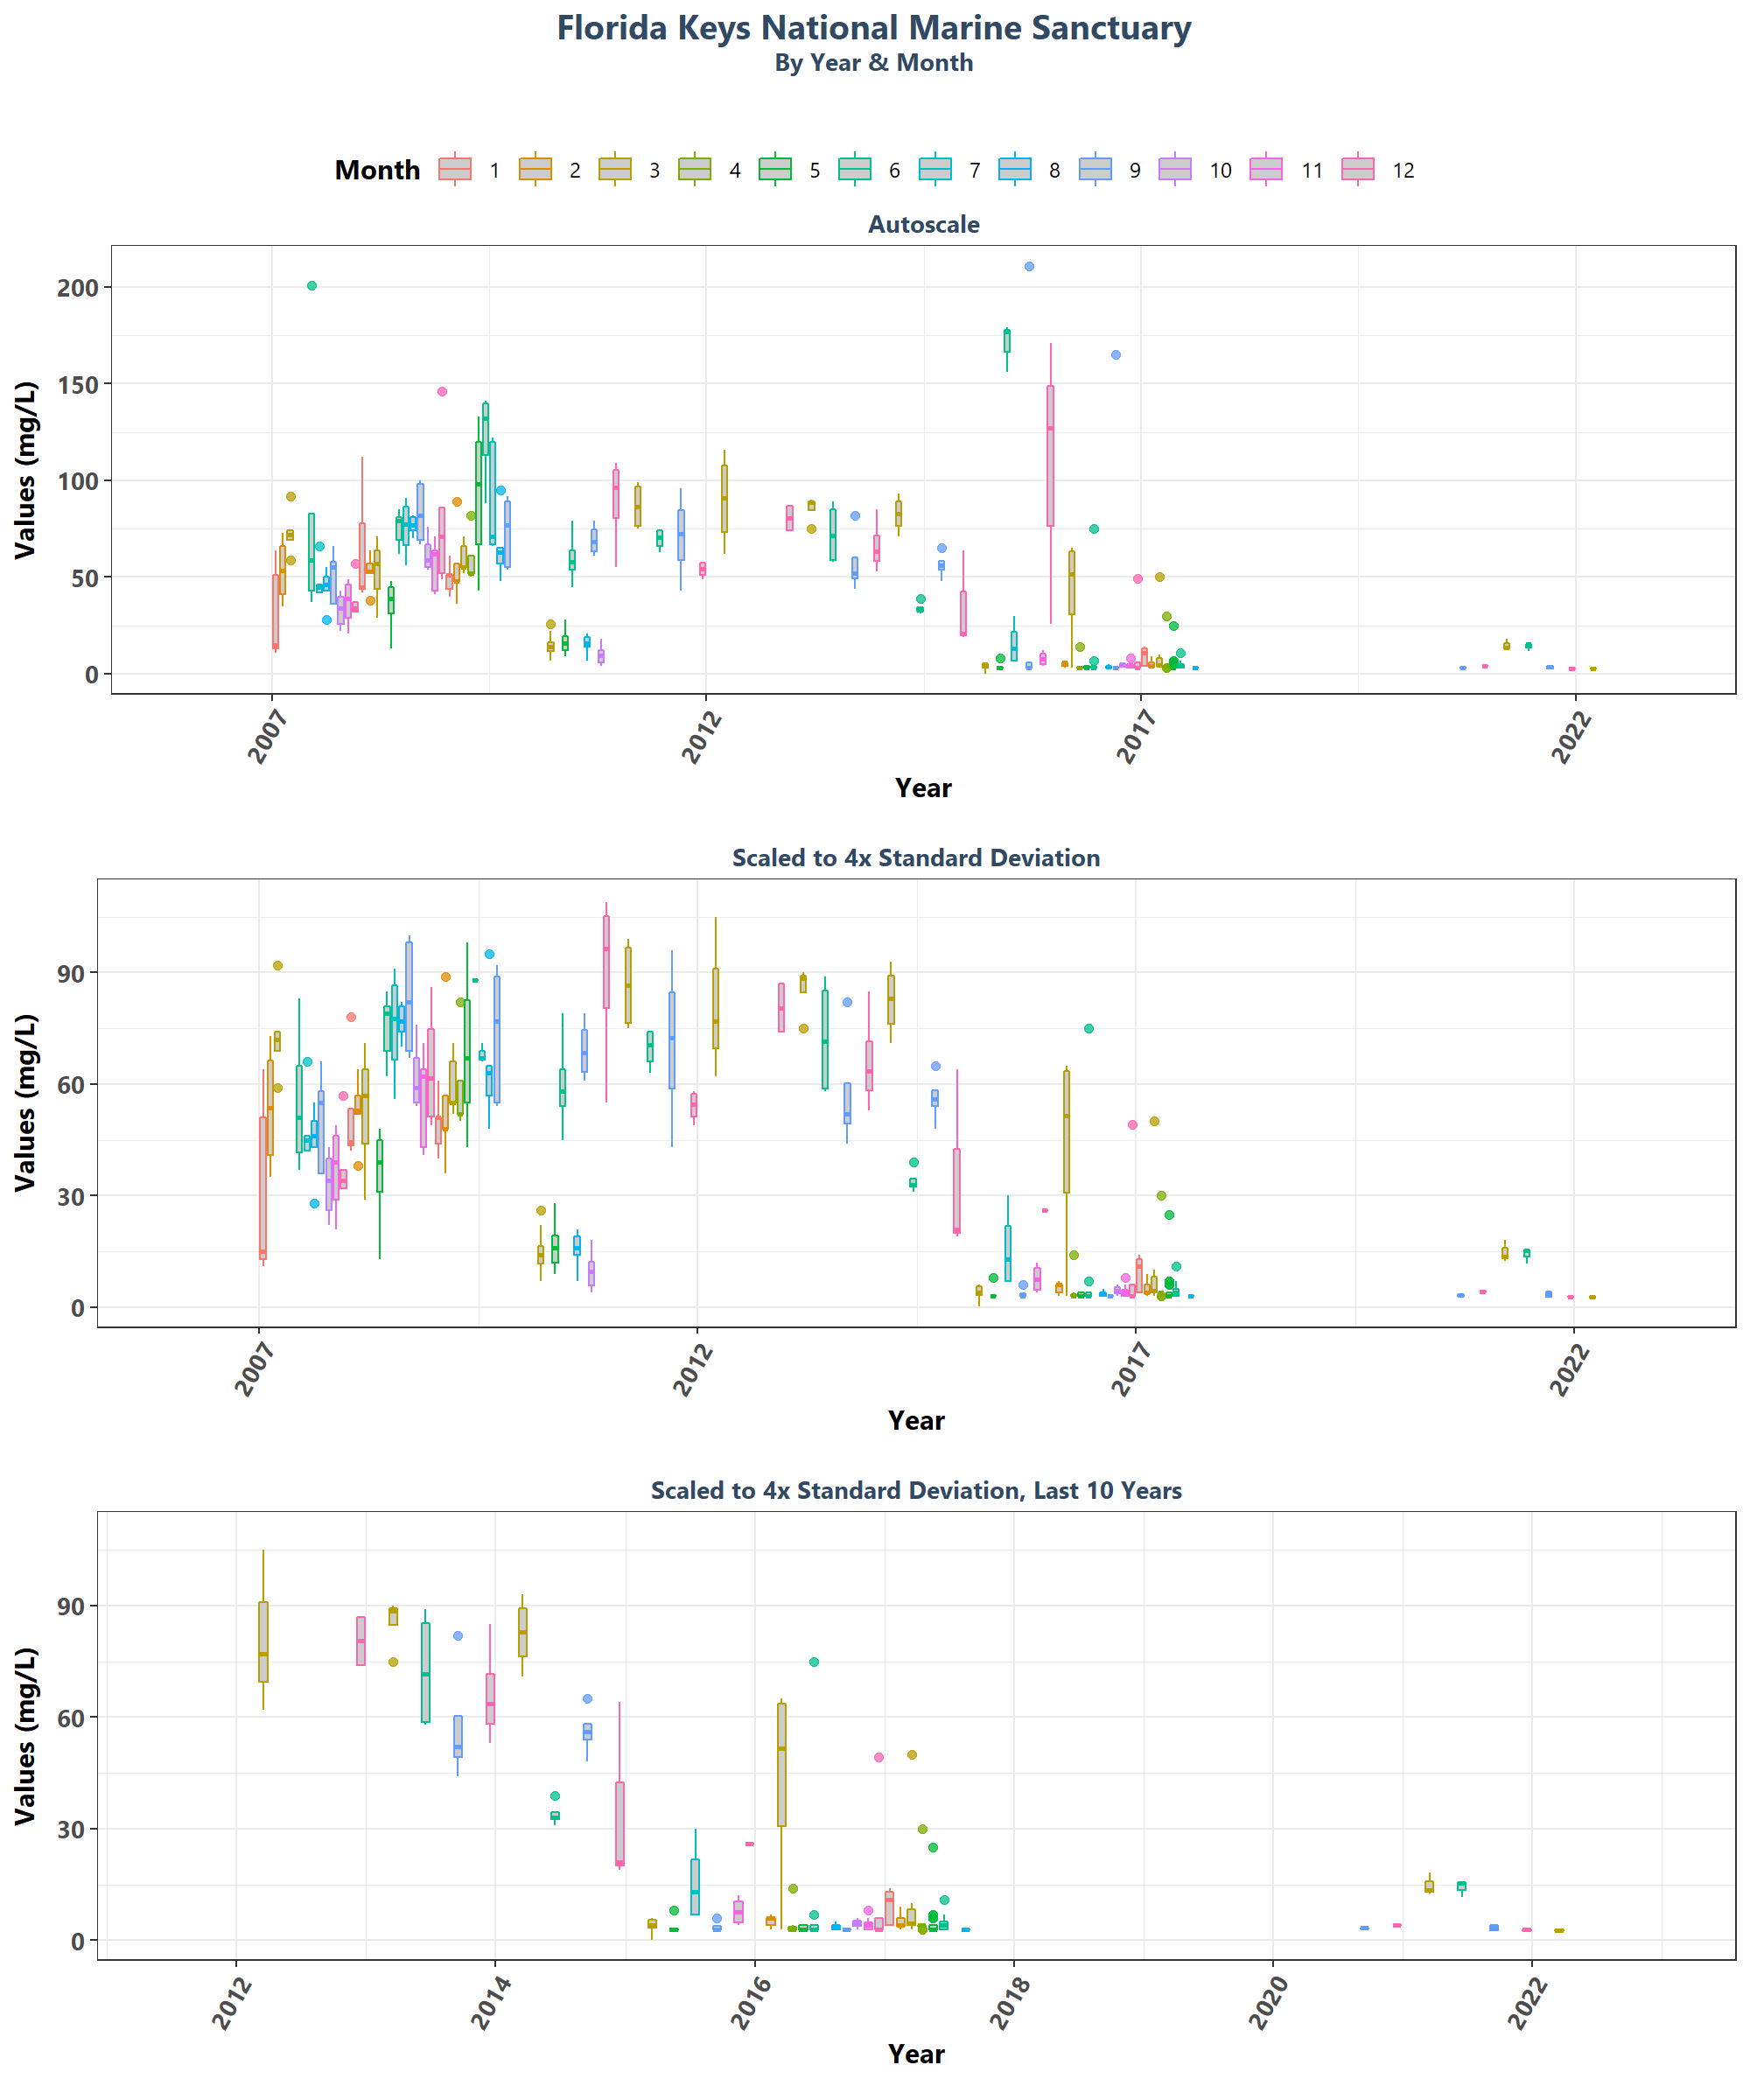 Florida Keys National Marine Sanctuary
By Year & Month
Month 1 2 3 4 5 6 7 8 9 10 11 12
Autoscale
Values (mg/L)
200
150
100
50
0
2007 2012 2017 2022
Year
Scaled to 4x Standard Deviation
Values (mg/L)
90
60
30
0
2007 2012 2017 2022
Year
Scaled to 4x Standard Deviation, Last 10 Years
Values (mg/L)
90
60
30
0
2012 2014 2016 2018 2020 2022
Year